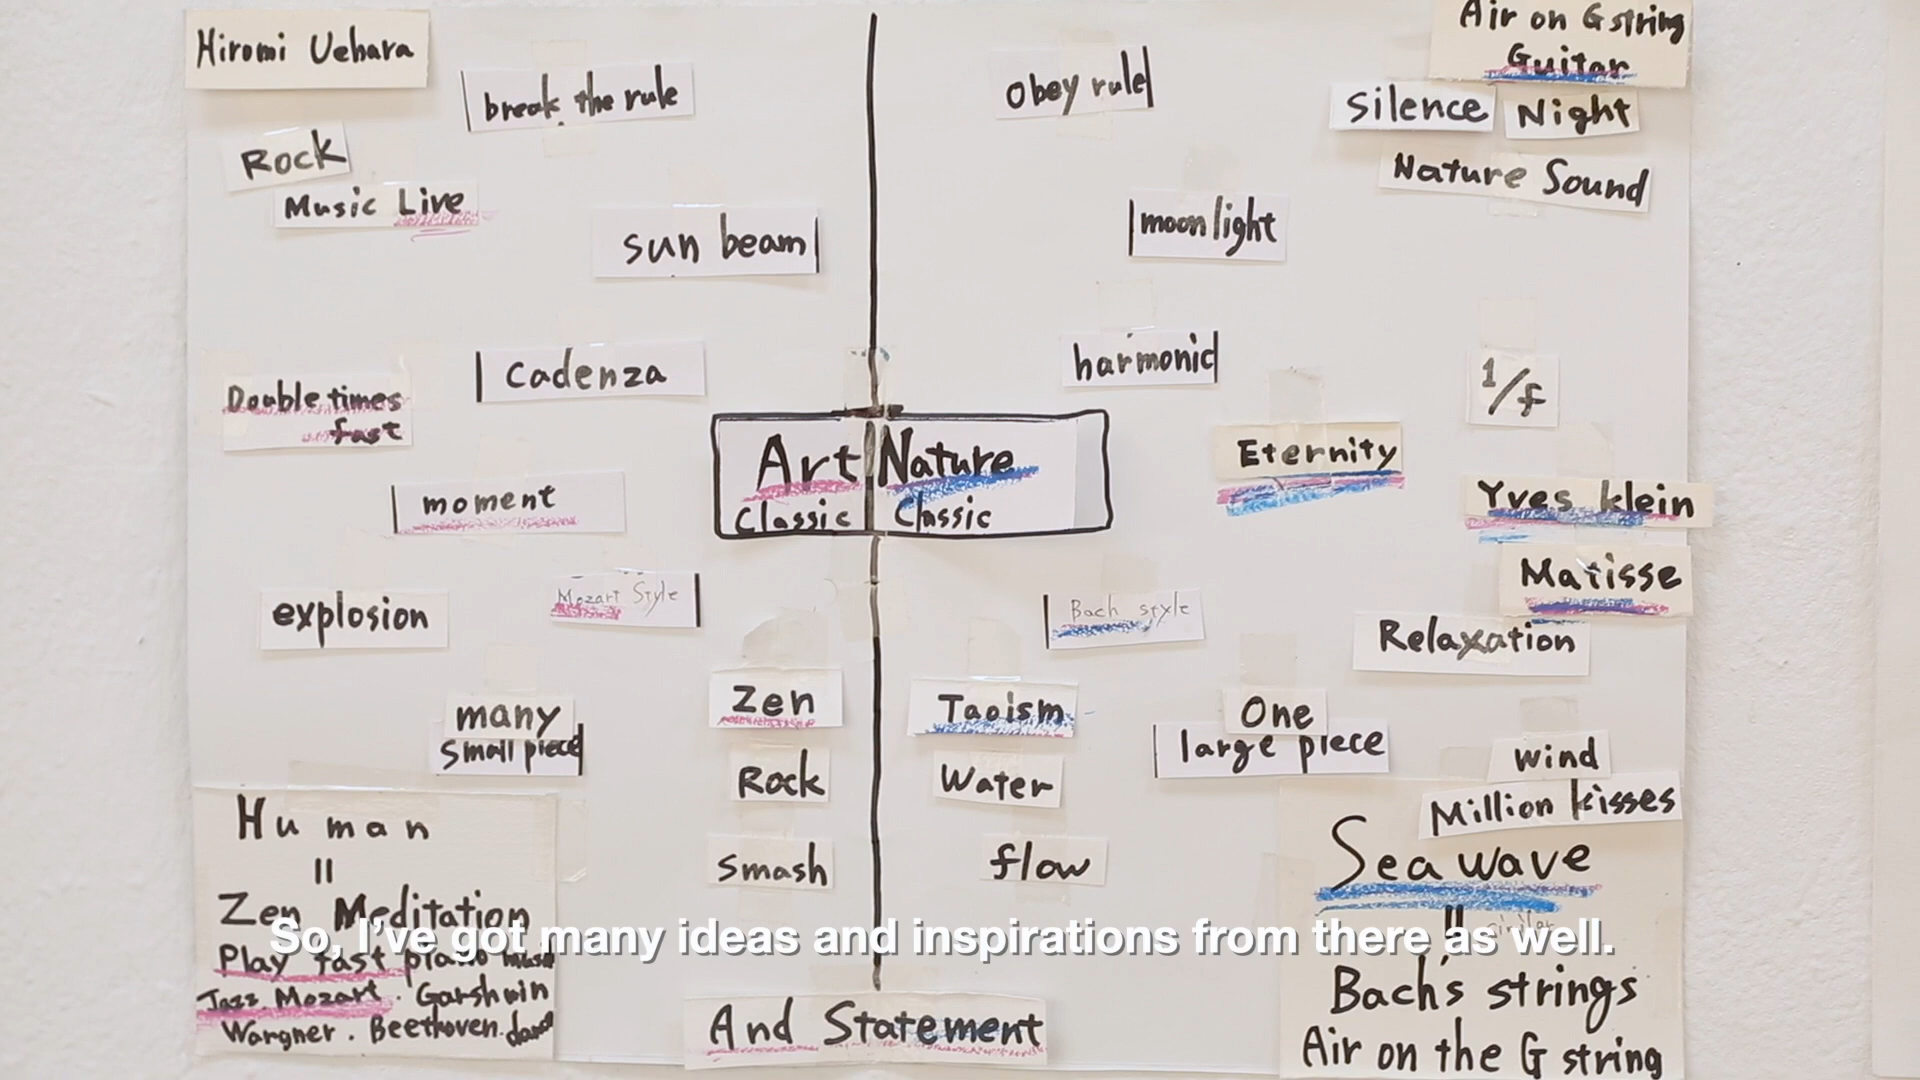 Hiromi Uehara
break the rule
Rock
Music Live
sun beam
Cadenza
Double times
fast
moment
explosion
Mozart Style
many
Small piece
Zen
Rock
Smash
Human
=
Zen Meditation
Play fast piano
Jazz Mozart. Garshwin
Wargner. Beethoven.
Art Nature
Classic Classic
Air on G string
Guitar
Obey rule
Silence Night
Nature Sound
moon light
harmonic
1/f
Eternity
Yves klein
Matisse
Bach style
Relaxation
Taoism
One
large piece
Water
flow
wind
Million kisses
Sea wave
=
Bach's strings
Air on the G string
And Statement
So, I've got many ideas and inspirations from there as well.